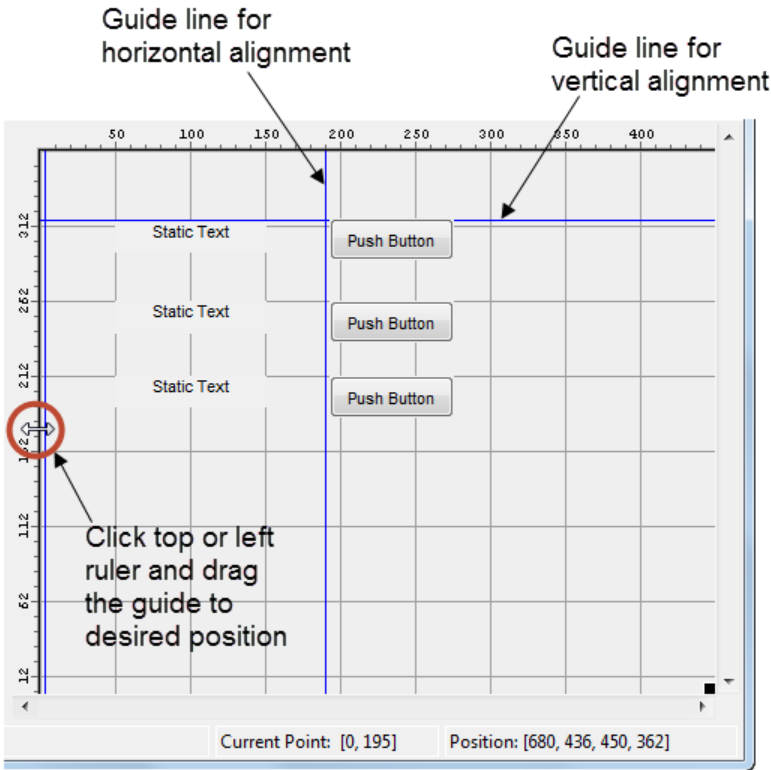 Guide line for
horizontal alignment
Guide line for
vertical alignment
50 100 150 200 250 300 350 400
312
Static Text
Push Button
262
Static Text
Push Button
212
Static Text
Push Button
162
112
Click top or left
ruler and drag
the guide to
desired position
62
12
Current Point: [0, 195] Position: [680, 436, 450, 362]